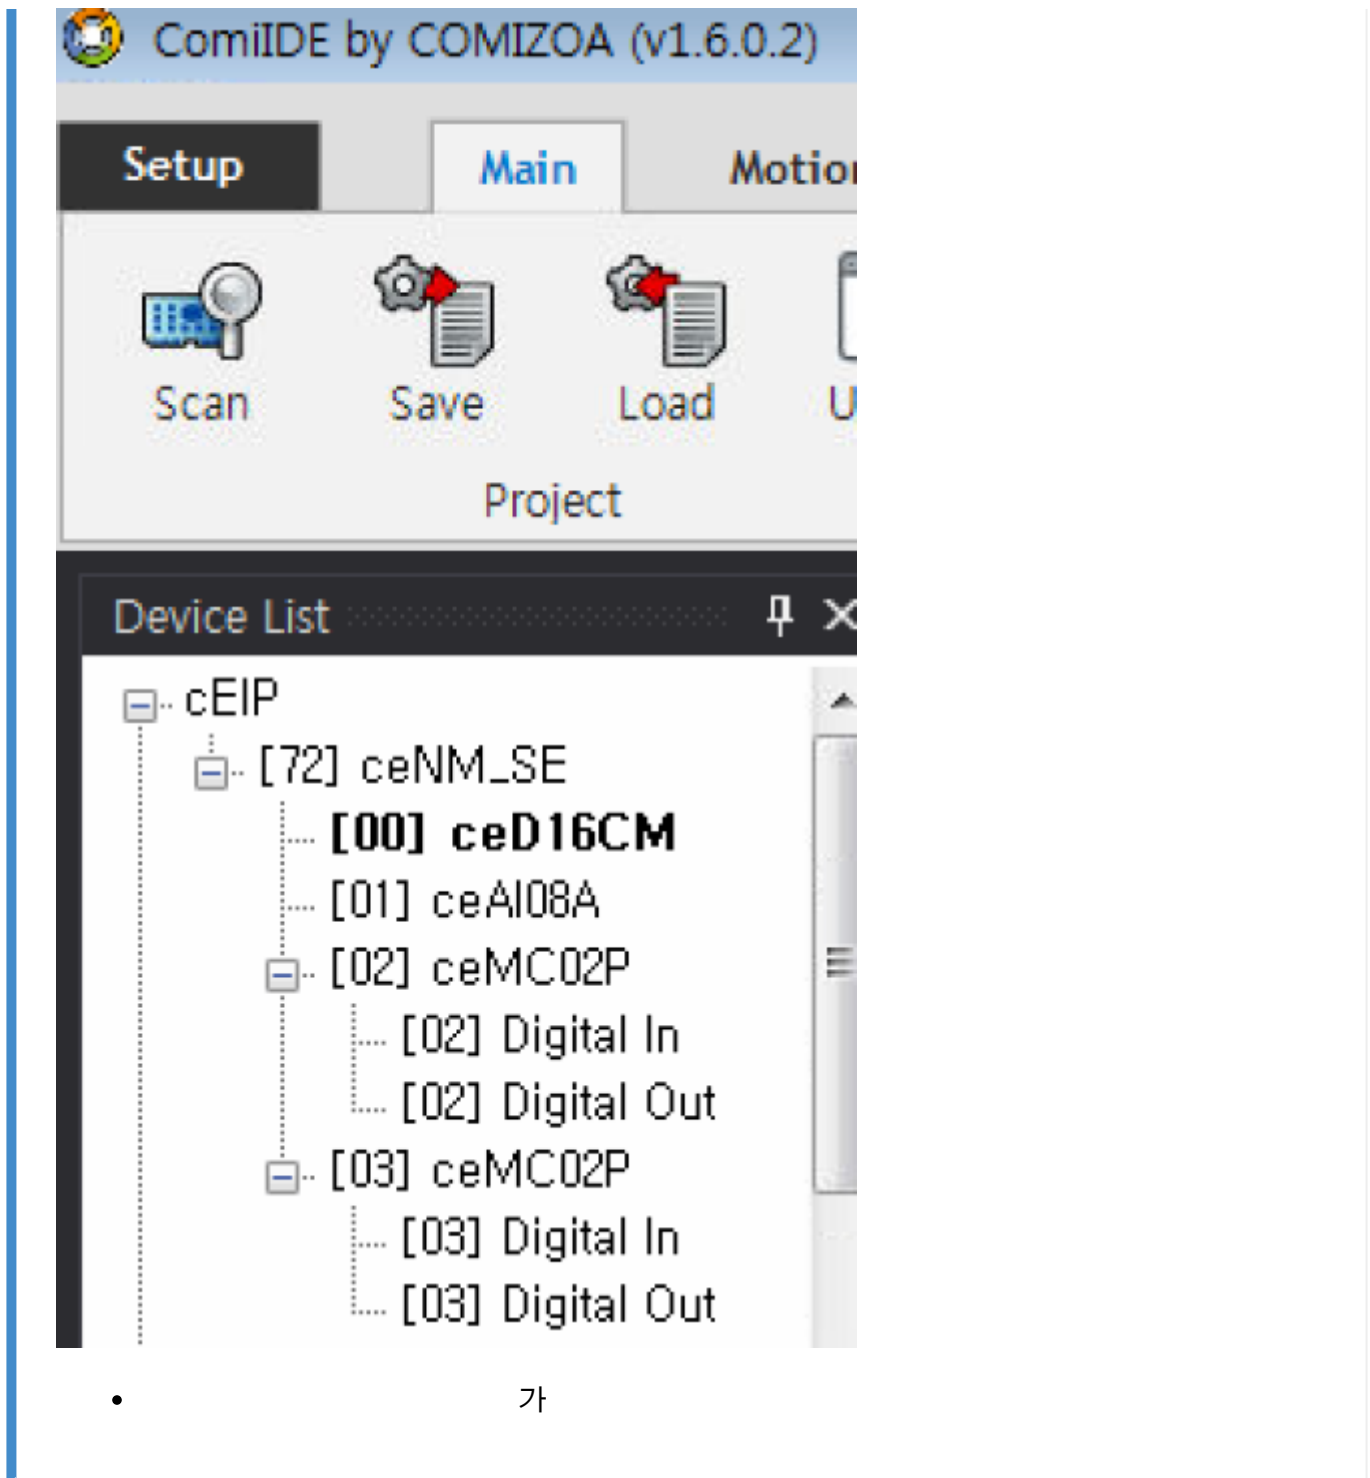 ComiIDE by COMIZOA (v1.6.0.2)
Setup Main Motion
Scan Save Load U
Project
Device List
cEIP
[72] ceNM_SE
[00] ceD16CM
[01] ceAI08A
[02] ceMC02P
[02] Digital In
[02] Digital Out
[03] ceMC02P
[03] Digital In
[03] Digital Out
• 가